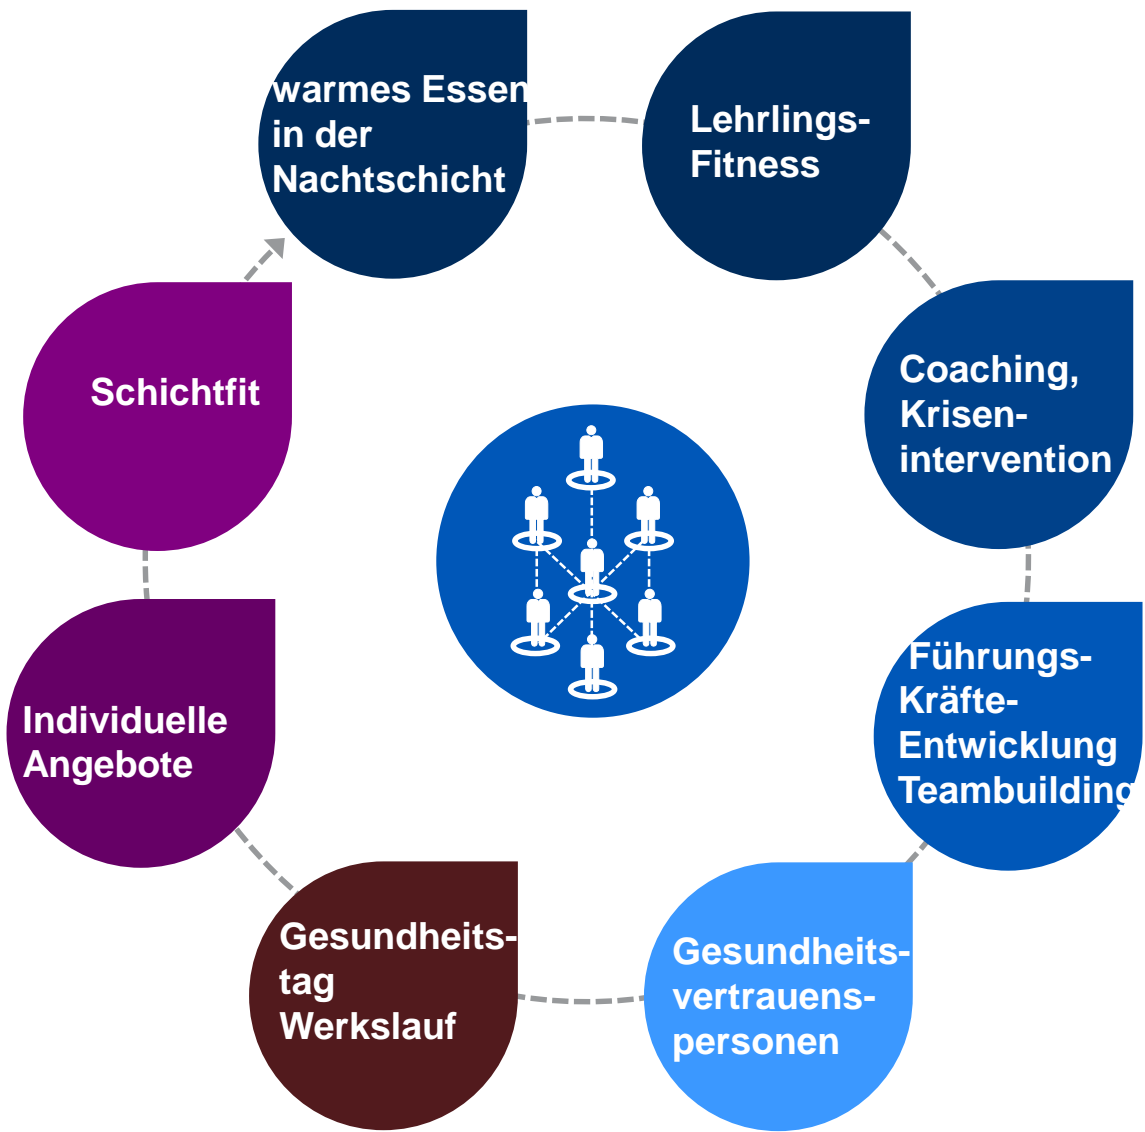 warmes Essen
in der
Nachtschicht
Lehrlings-
Fitness
Coaching,
Krisen-
intervention
Führungs-
Kräfte-
Entwicklung
Teambuilding
Gesundheits-
vertrauens-
personen
Gesundheits-
tag
Werkslauf
Individuelle
Angebote
Schichtfit